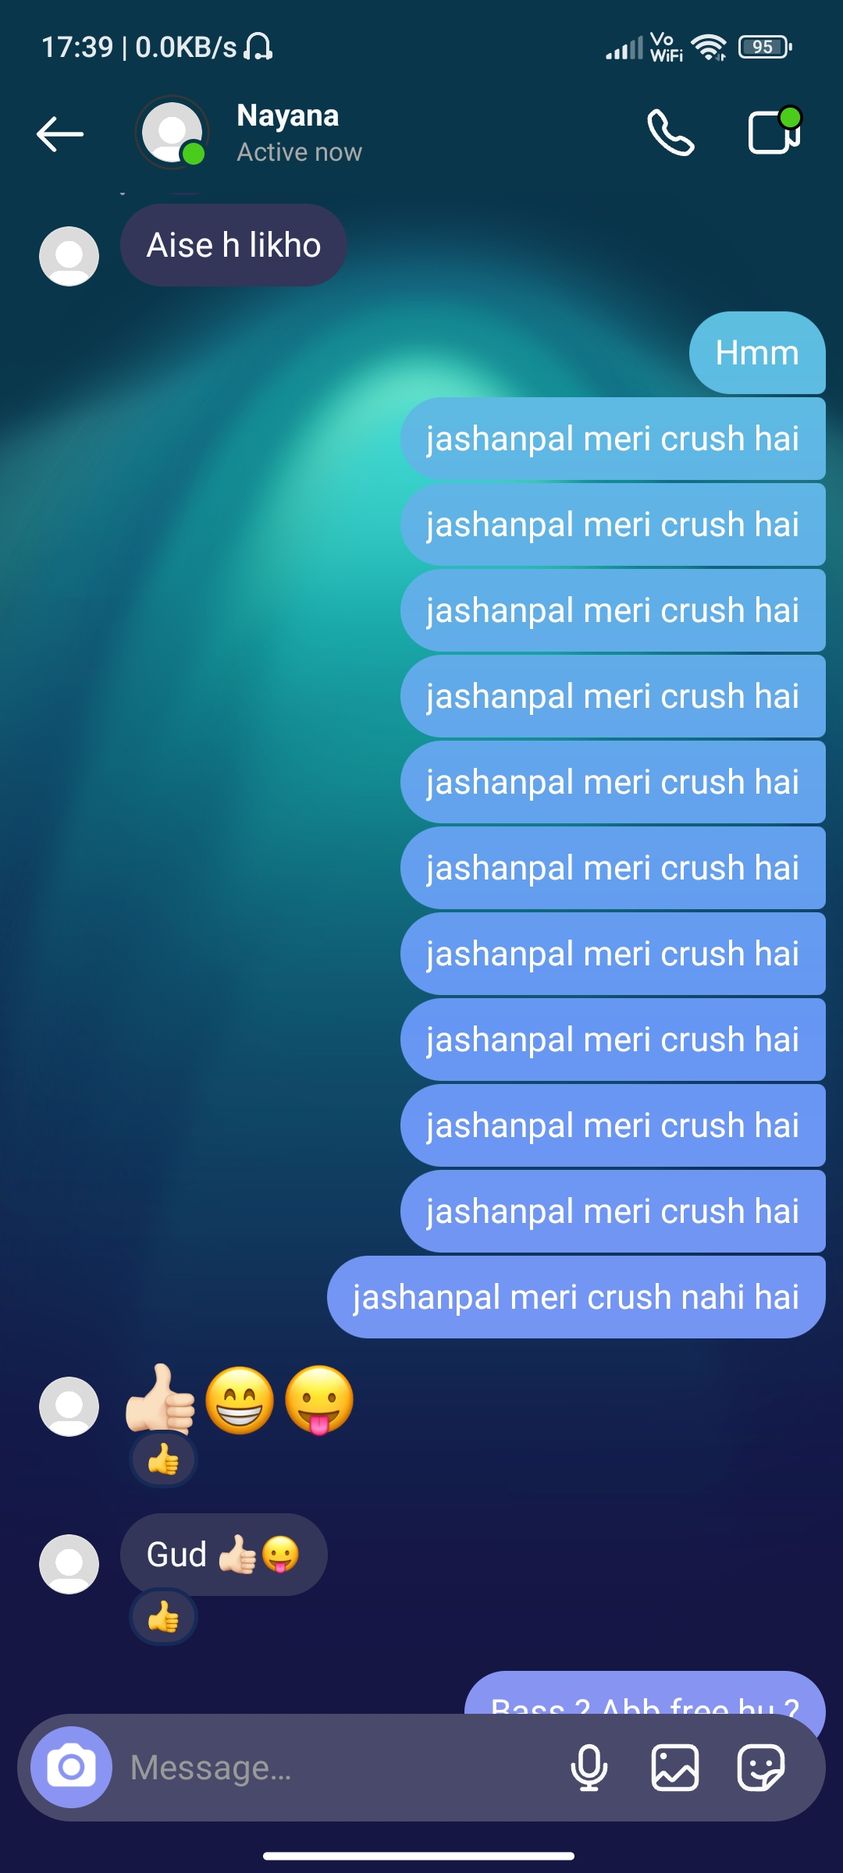 17:39 | 0.0KB/s
Vo
WiFi
95
Nayana
Active now
Aise h likho
Hmm
jashanpal meri crush hai
jashanpal meri crush hai
jashanpal meri crush hai
jashanpal meri crush hai
jashanpal meri crush hai
jashanpal meri crush hai
jashanpal meri crush hai
jashanpal meri crush hai
jashanpal meri crush hai
jashanpal meri crush hai
jashanpal meri crush nahi hai
👍🏻😁😛
👍
Gud 👍🏻😛
👍
Bass ? Abb free hu ?
Message...